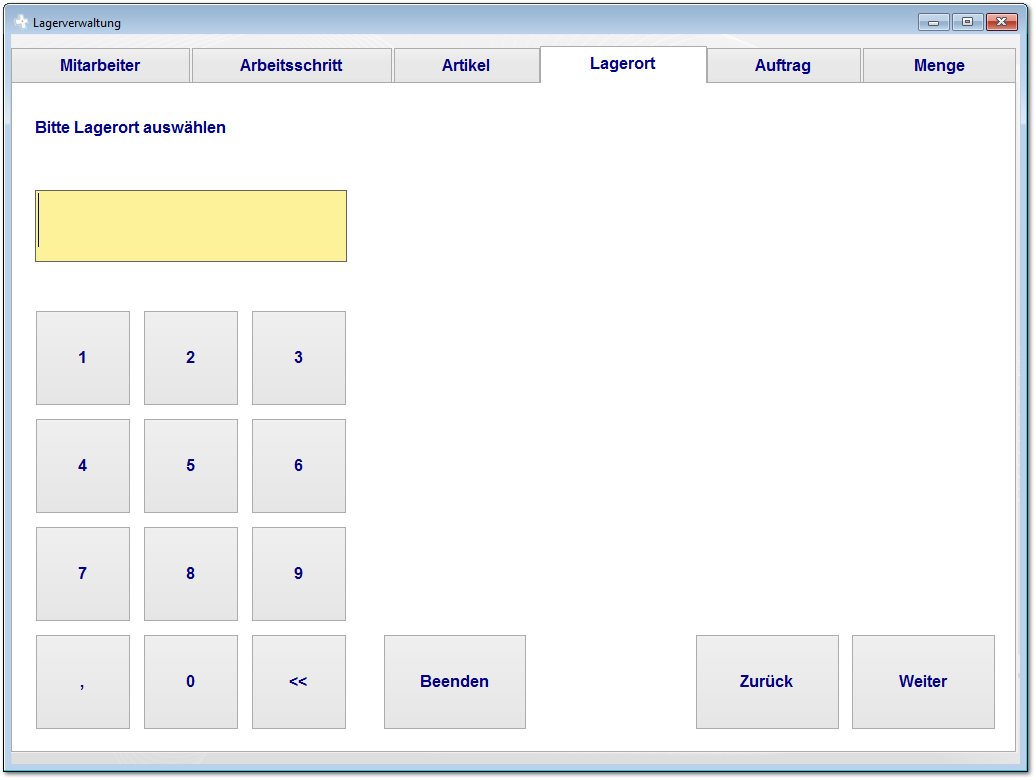 Lagerverwaltung
Mitarbeiter Arbeitsschritt Artikel Lagerort Auftrag Menge
Bitte Lagerort auswählen
1 2 3
4 5 6
7 8 9
, 0 << Beenden Zurück Weiter